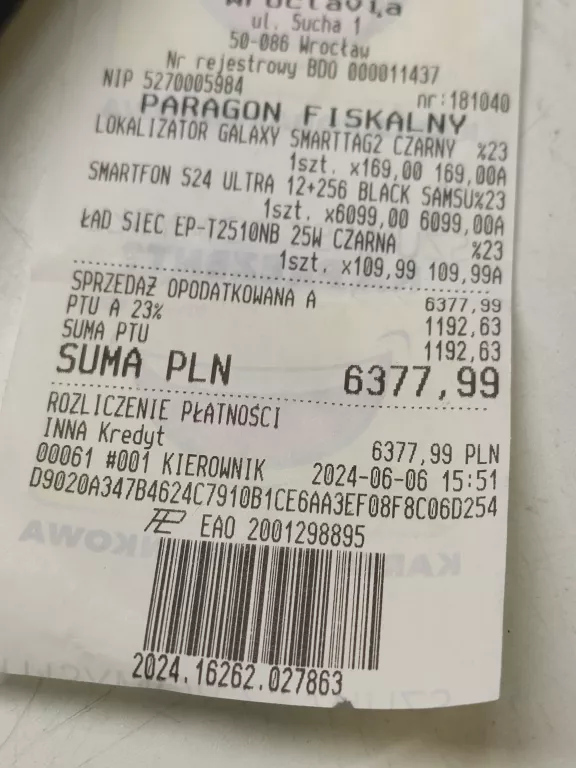 Wroclavia
ul. Sucha 1
50-086 Wrocław
Nr rejestrowy BDO 000011437
NIP 5270005984 nr:181040
PARAGON FISKALNY
LOKALIZATOR GALAXY SMARTTAG2 CZARNY %23
1szt. x169,00 169,00A
SMARTFON S24 ULTRA 12+256 BLACK SAMSU%23
1szt. x6099,00 6099,00A
ŁAD SIEC EP-T2510NB 25W CZARNA %23
1szt. x109,99 109,99A
SPRZEDAŻ OPODATKOWANA A 6377,99
PTU A 23% 1192,63
SUMA PTU 1192,63
SUMA PLN 6377,99
ROZLICZENIE PŁATNOŚCI
INNA Kredyt 6377,99 PLN
00061 #001 KIEROWNIK 2024-06-06 15:51
D9020A347B4624C7910B1CE6AA3EF08F8C06D254
EAO 2001298895
2024.16262.027863